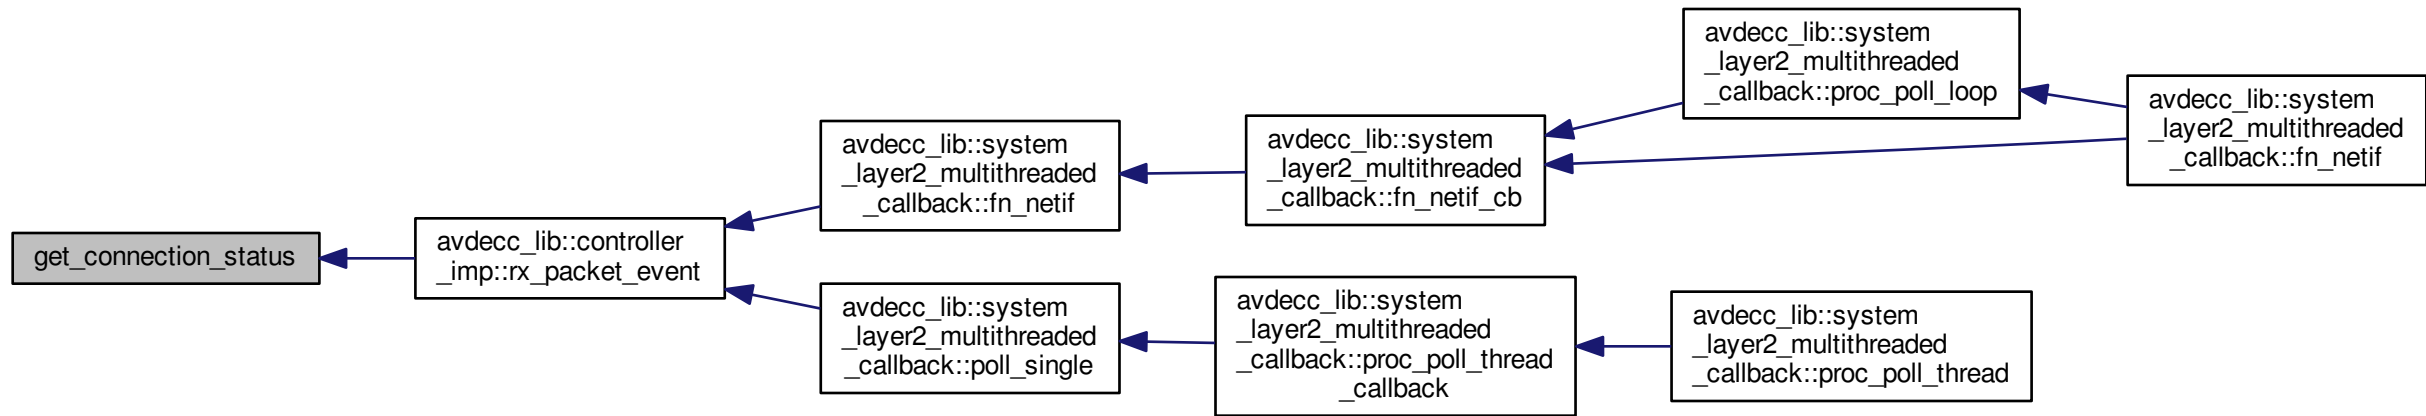 get_connection_status
avdecc_lib::controller
_imp::rx_packet_event
avdecc_lib::system
_layer2_multithreaded
_callback::fn_netif
avdecc_lib::system
_layer2_multithreaded
_callback::fn_netif_cb
avdecc_lib::system
_layer2_multithreaded
_callback::proc_poll_loop
avdecc_lib::system
_layer2_multithreaded
_callback::fn_netif
avdecc_lib::system
_layer2_multithreaded
_callback::poll_single
avdecc_lib::system
_layer2_multithreaded
_callback::proc_poll_thread
_callback
avdecc_lib::system
_layer2_multithreaded
_callback::proc_poll_thread